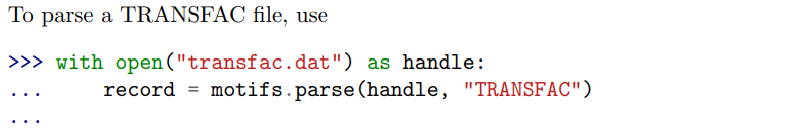 To parse a TRANSFAC file, use
>>> with open("transfac.dat") as handle:
...     record = motifs.parse(handle, "TRANSFAC")
...